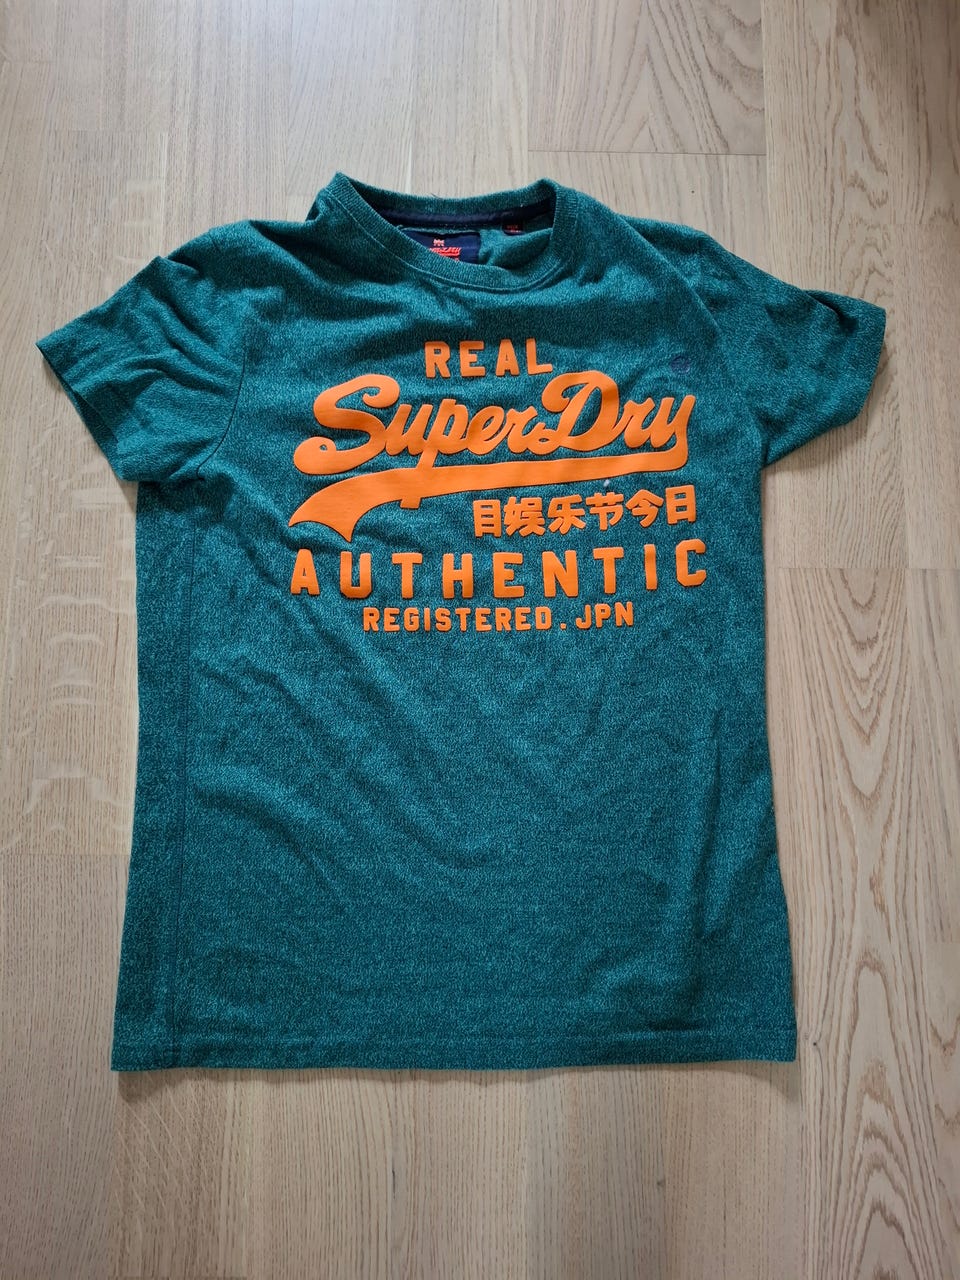 REAL
SuperDry
目娱乐节今日
AUTHENTIC
REGISTERED.JPN